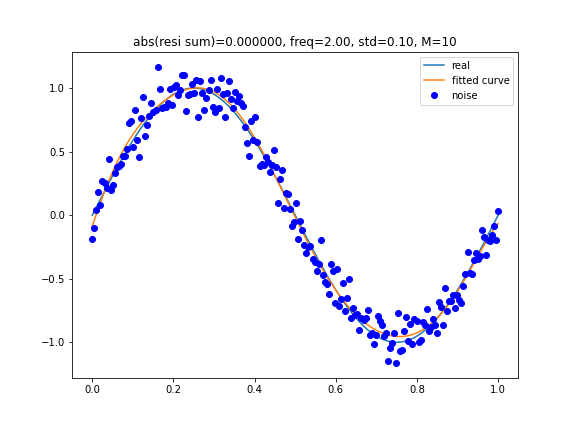 abs(resi sum)=0.000000, freq=2.00, std=0.10, M=10
real
fitted curve
noise
1.0
0.5
0.0
−0.5
−1.0
0.0 0.2 0.4 0.6 0.8 1.0